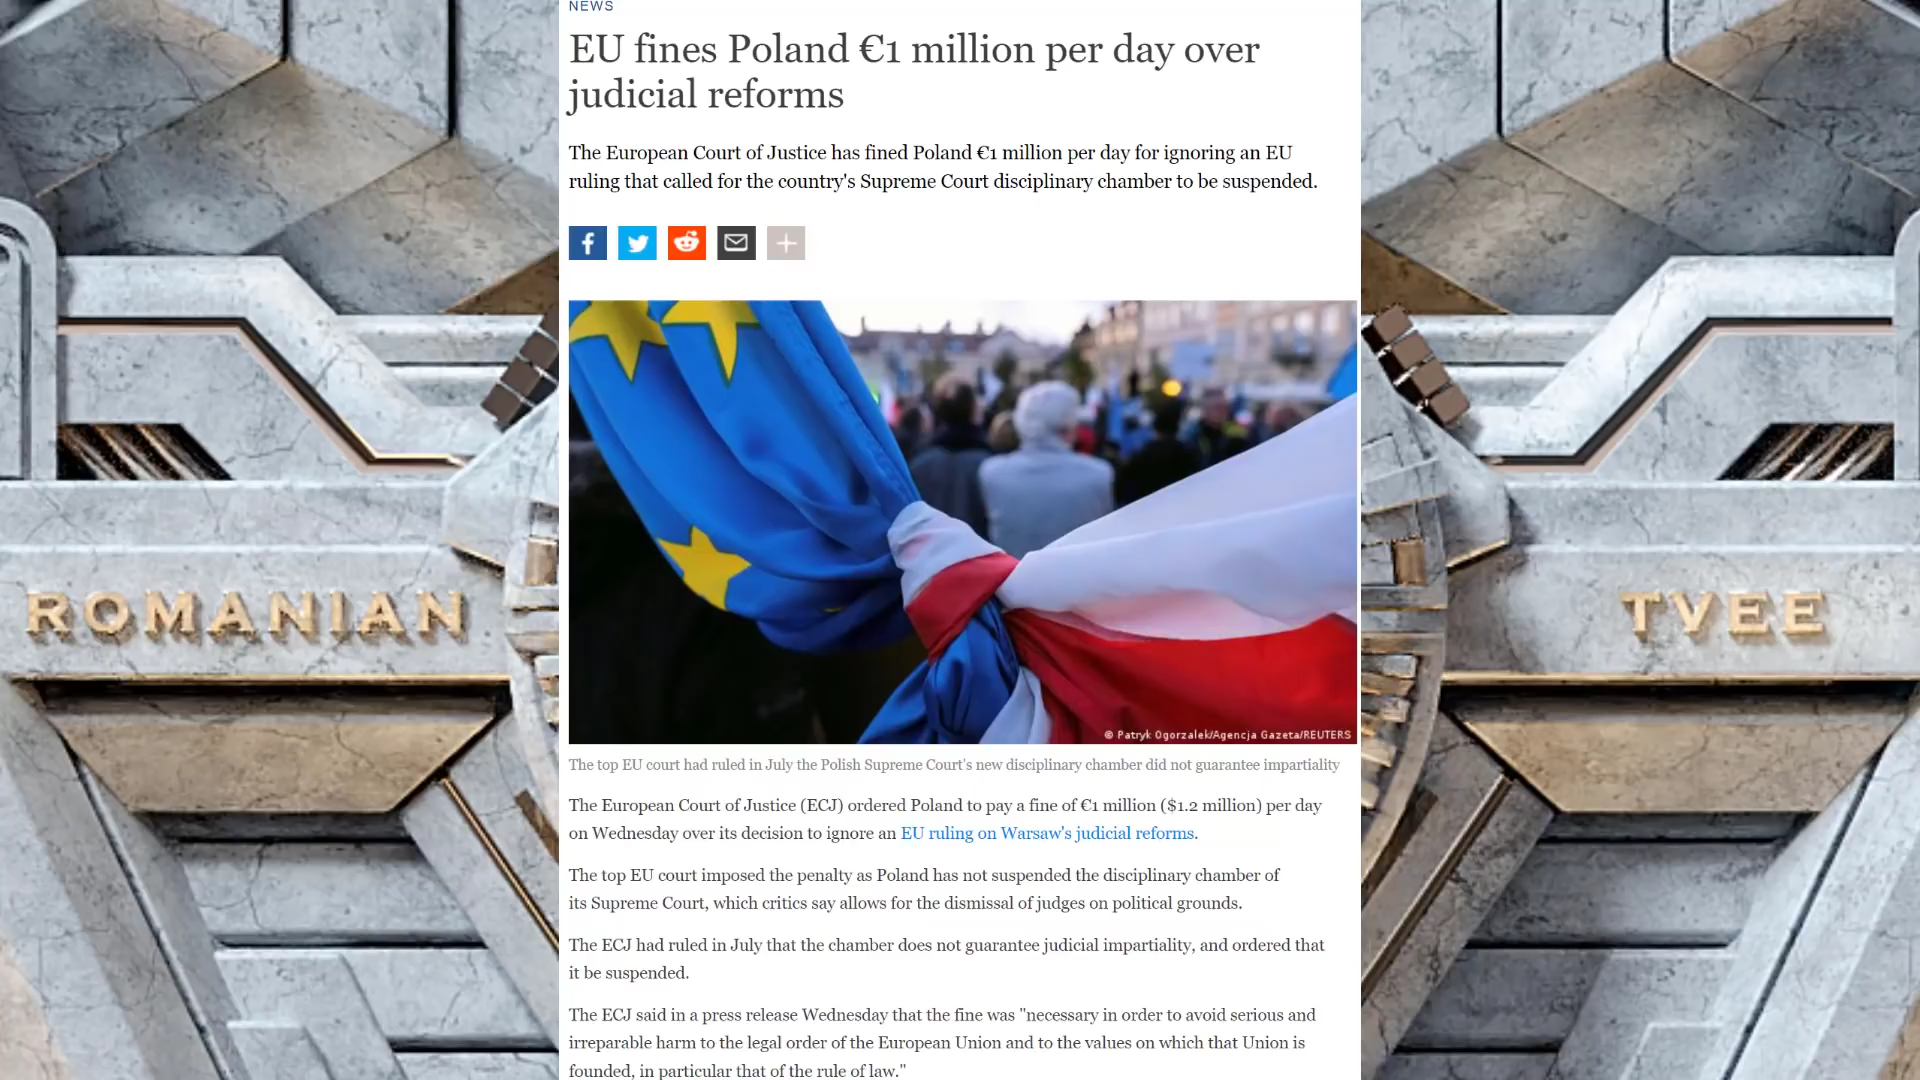 NEWS
EU fines Poland €1 million per day over
judicial reforms
The European Court of Justice has fined Poland €1 million per day for ignoring an EU
ruling that called for the country's Supreme Court disciplinary chamber to be suspended.
© Patryk Ogorzalek/Agencja Gazeta/REUTERS
The top EU court had ruled in July the Polish Supreme Court's new disciplinary chamber did not guarantee impartiality
The European Court of Justice (ECJ) ordered Poland to pay a fine of €1 million ($1.2 million) per day
on Wednesday over its decision to ignore an EU ruling on Warsaw's judicial reforms.
The top EU court imposed the penalty as Poland has not suspended the disciplinary chamber of
its Supreme Court, which critics say allows for the dismissal of judges on political grounds.
The ECJ had ruled in July that the chamber does not guarantee judicial impartiality, and ordered that
it be suspended.
The ECJ said in a press release Wednesday that the fine was "necessary in order to avoid serious and
irreparable harm to the legal order of the European Union and to the values on which that Union is
founded, in particular that of the rule of law."
ROMANIAN
TVEE